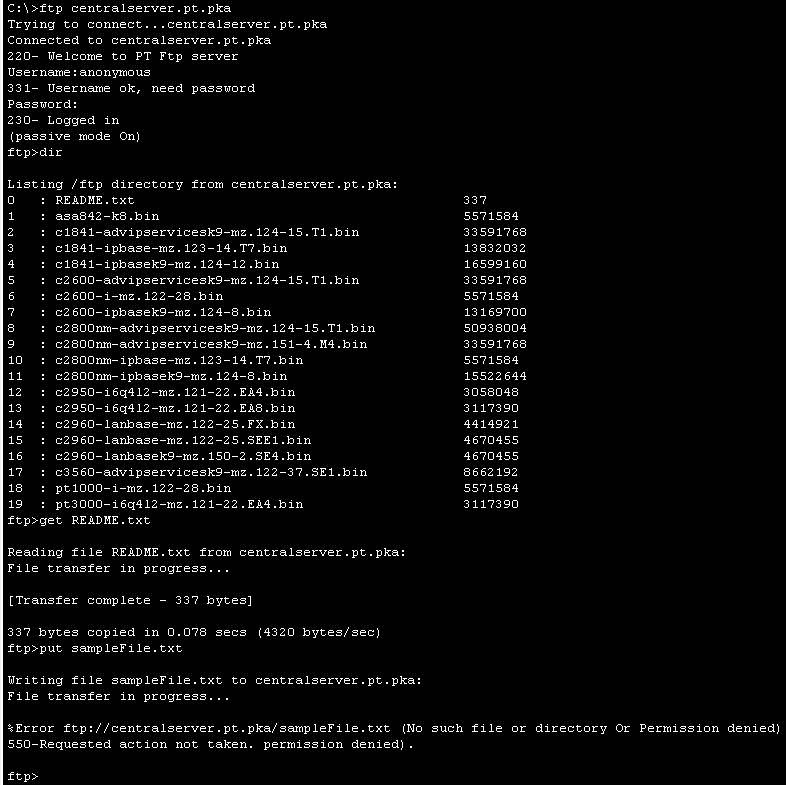 C:\>ftp centralserver.pt.pka
Trying to connect...centralserver.pt.pka
Connected to centralserver.pt.pka
220- Welcome to PT Ftp server
Username:anonymous
331- Username ok, need password
Password:
230- Logged in
(passive mode On)
ftp>dir
Listing /ftp directory from centralserver.pt.pka:
0 : README.txt 337
1 : asa842-k8.bin 5571584
2 : c1841-advipservicesk9-mz.124-15.T1.bin 33591768
3 : c1841-ipbase-mz.123-14.T7.bin 13832032
4 : c1841-ipbasek9-mz.124-12.bin 16599160
5 : c2600-advipservicesk9-mz.124-15.T1.bin 33591768
6 : c2600-i-mz.122-28.bin 5571584
7 : c2600-ipbasek9-mz.124-8.bin 13169700
8 : c2800nm-advipservicesk9-mz.124-15.T1.bin 50938004
9 : c2800nm-advipservicesk9-mz.151-4.M4.bin 33591768
10 : c2800nm-ipbase-mz.123-14.T7.bin 5571584
11 : c2800nm-ipbasek9-mz.124-8.bin 15522644
12 : c2950-i6q4l2-mz.121-22.EA4.bin 3058048
13 : c2950-i6q4l2-mz.121-22.EA8.bin 3117390
14 : c2960-lanbase-mz.122-25.FX.bin 4414921
15 : c2960-lanbase-mz.122-25.SEE1.bin 4670455
16 : c2960-lanbasek9-mz.150-2.SE4.bin 4670455
17 : c3560-advipservicesk9-mz.122-37.SE1.bin 8662192
18 : pt1000-i-mz.122-28.bin 5571584
19 : pt3000-i6q4l2-mz.121-22.EA4.bin 3117390
ftp>get README.txt
Reading file README.txt from centralserver.pt.pka:
File transfer in progress...
[Transfer complete - 337 bytes]
337 bytes copied in 0.078 secs (4320 bytes/sec)
ftp>put sampleFile.txt
Writing file sampleFile.txt to centralserver.pt.pka:
File transfer in progress...
%Error ftp://centralserver.pt.pka/sampleFile.txt (No such file or directory Or Permission denied)
550-Requested action not taken. permission denied).
ftp>